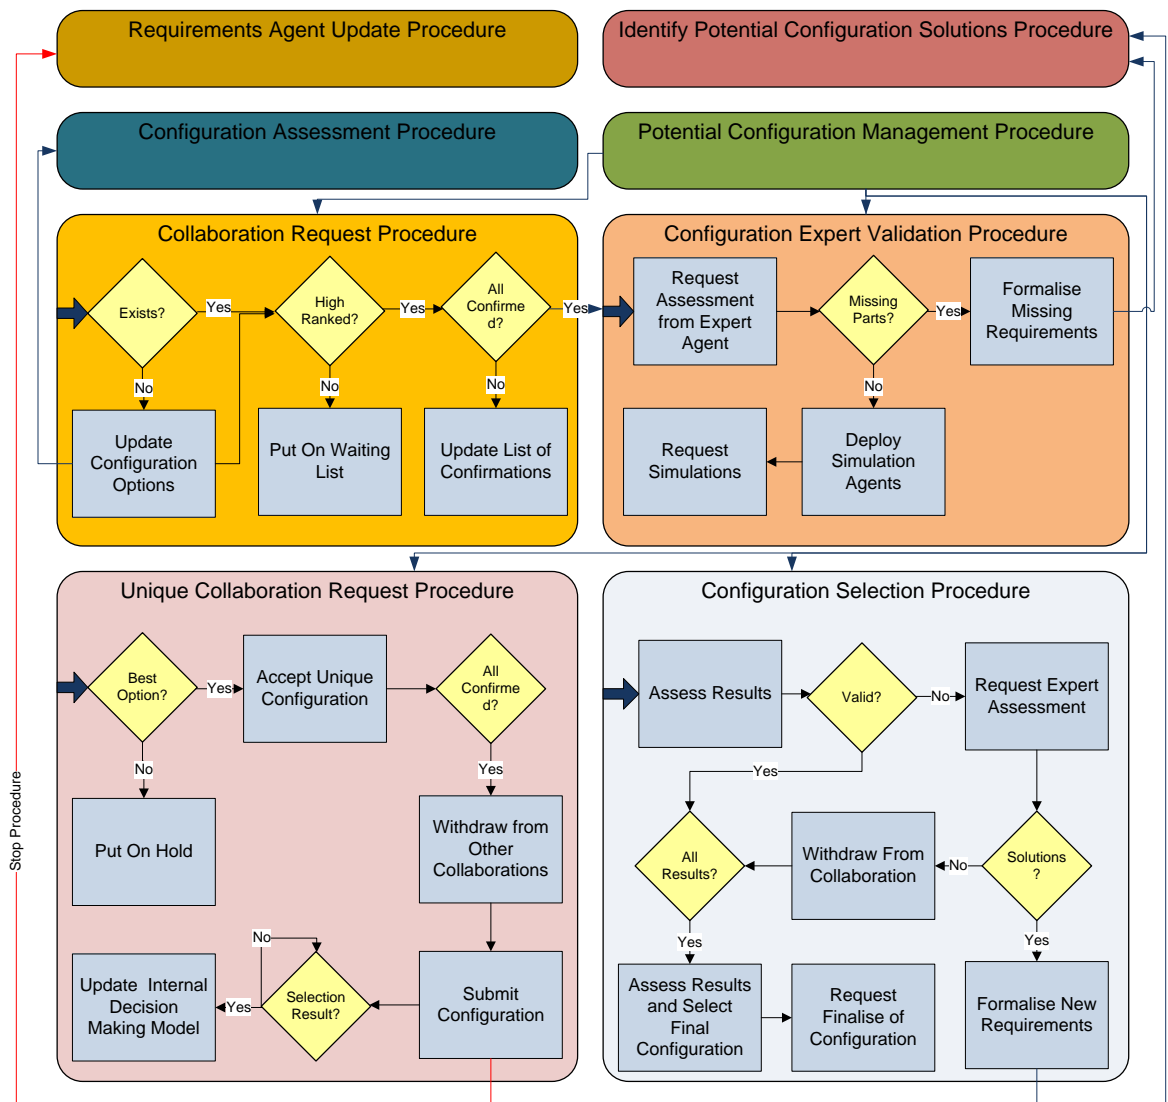 Requirements Agent Update Procedure
Identify Potential Configuration Solutions Procedure
Configuration Assessment Procedure
Potential Configuration Management Procedure
Collaboration Request Procedure
Exists?
Yes
High
Ranked?
Yes
All
Confirme
d?
Yes
No
No
No
Update
Configuration
Options
Put On Waiting
List
Update List of
Confirmations
Configuration Expert Validation Procedure
Request
Assessment
from Expert
Agent
Missing
Parts?
Yes
Formalise
Missing
Requirements
No
Request
Simulations
Deploy
Simulation
Agents
Unique Collaboration Request Procedure
Best
Option?
Yes
Accept Unique
Configuration
All
Confirme
d?
No
Yes
Put On Hold
Withdraw from
Other
Collaborations
No
Update  Internal
Decision
Making Model
Yes
Selection
Result?
Submit
Configuration
Configuration Selection Procedure
Assess Results
Valid?
No
Request Expert
Assessment
Yes
All
Results?
Withdraw From
Collaboration
No
Solutions
?
Yes
Yes
Assess Results
and Select
Final
Configuration
Request
Finalise of
Configuration
Formalise New
Requirements
Stop Procedure